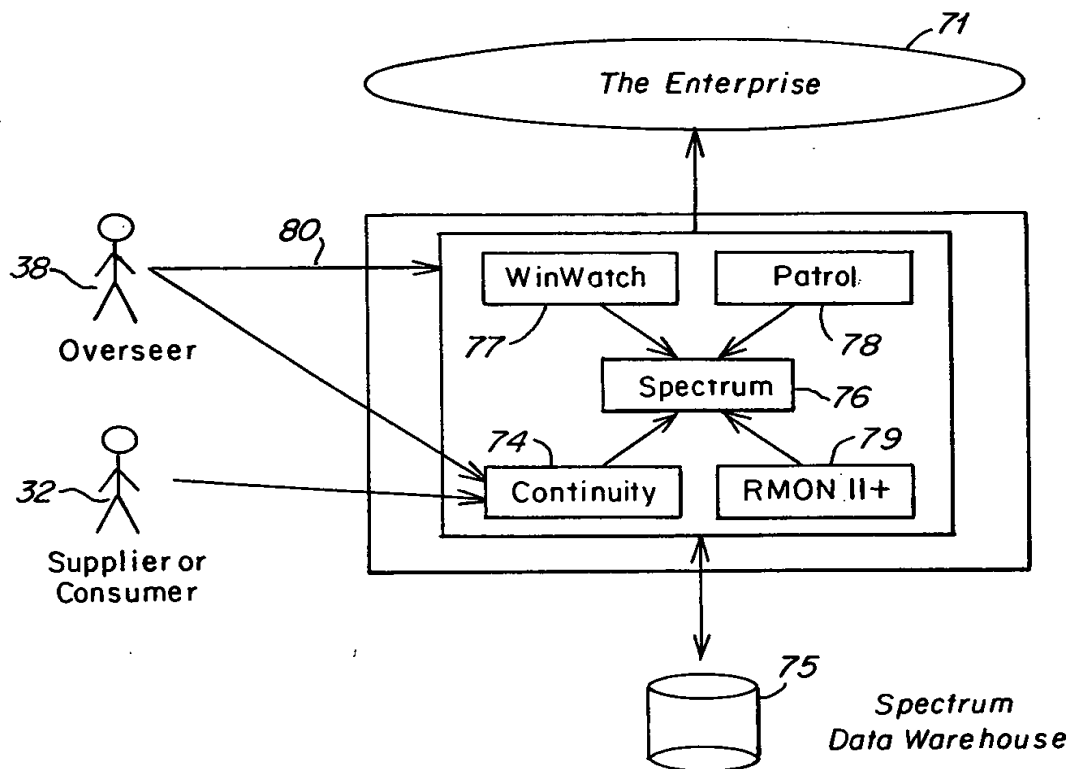 71
The Enterprise
80
38
Overseer
WinWatch
Patrol
77
78
Spectrum
76
74
79
Continuity
RMON II+
32
Supplier or
Consumer
75
Spectrum
Data Warehouse